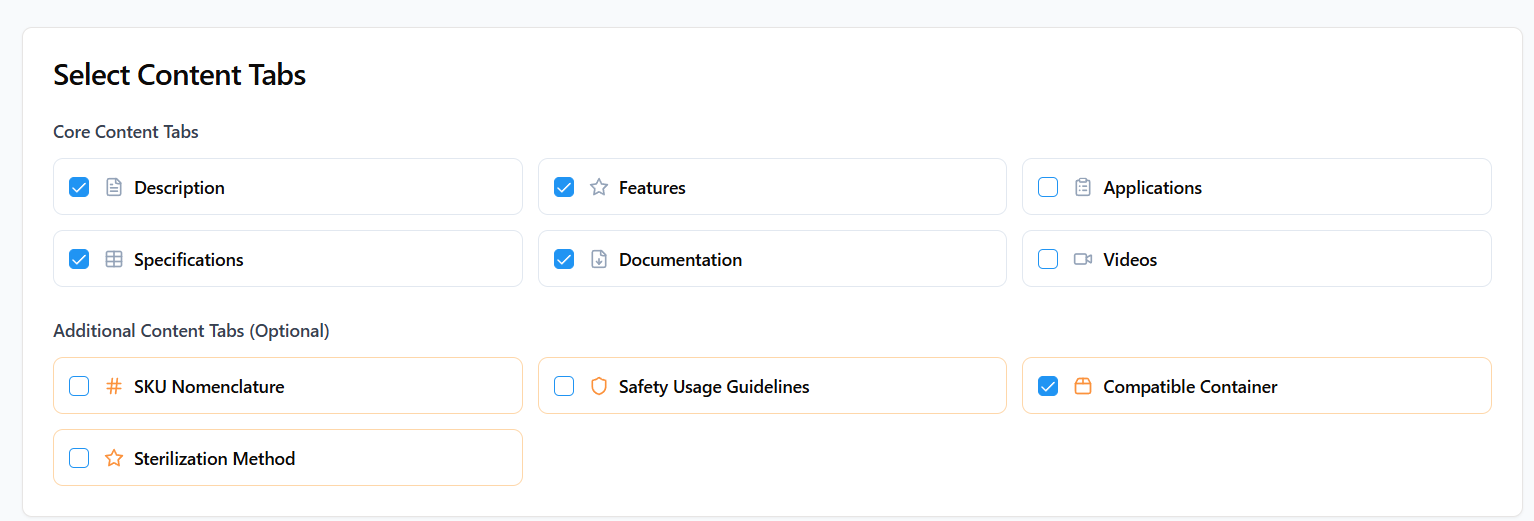 Select Content Tabs
Core Content Tabs
Description
Features
Applications
Specifications
Documentation
Videos
Additional Content Tabs (Optional)
SKU Nomenclature
Safety Usage Guidelines
Compatible Container
Sterilization Method